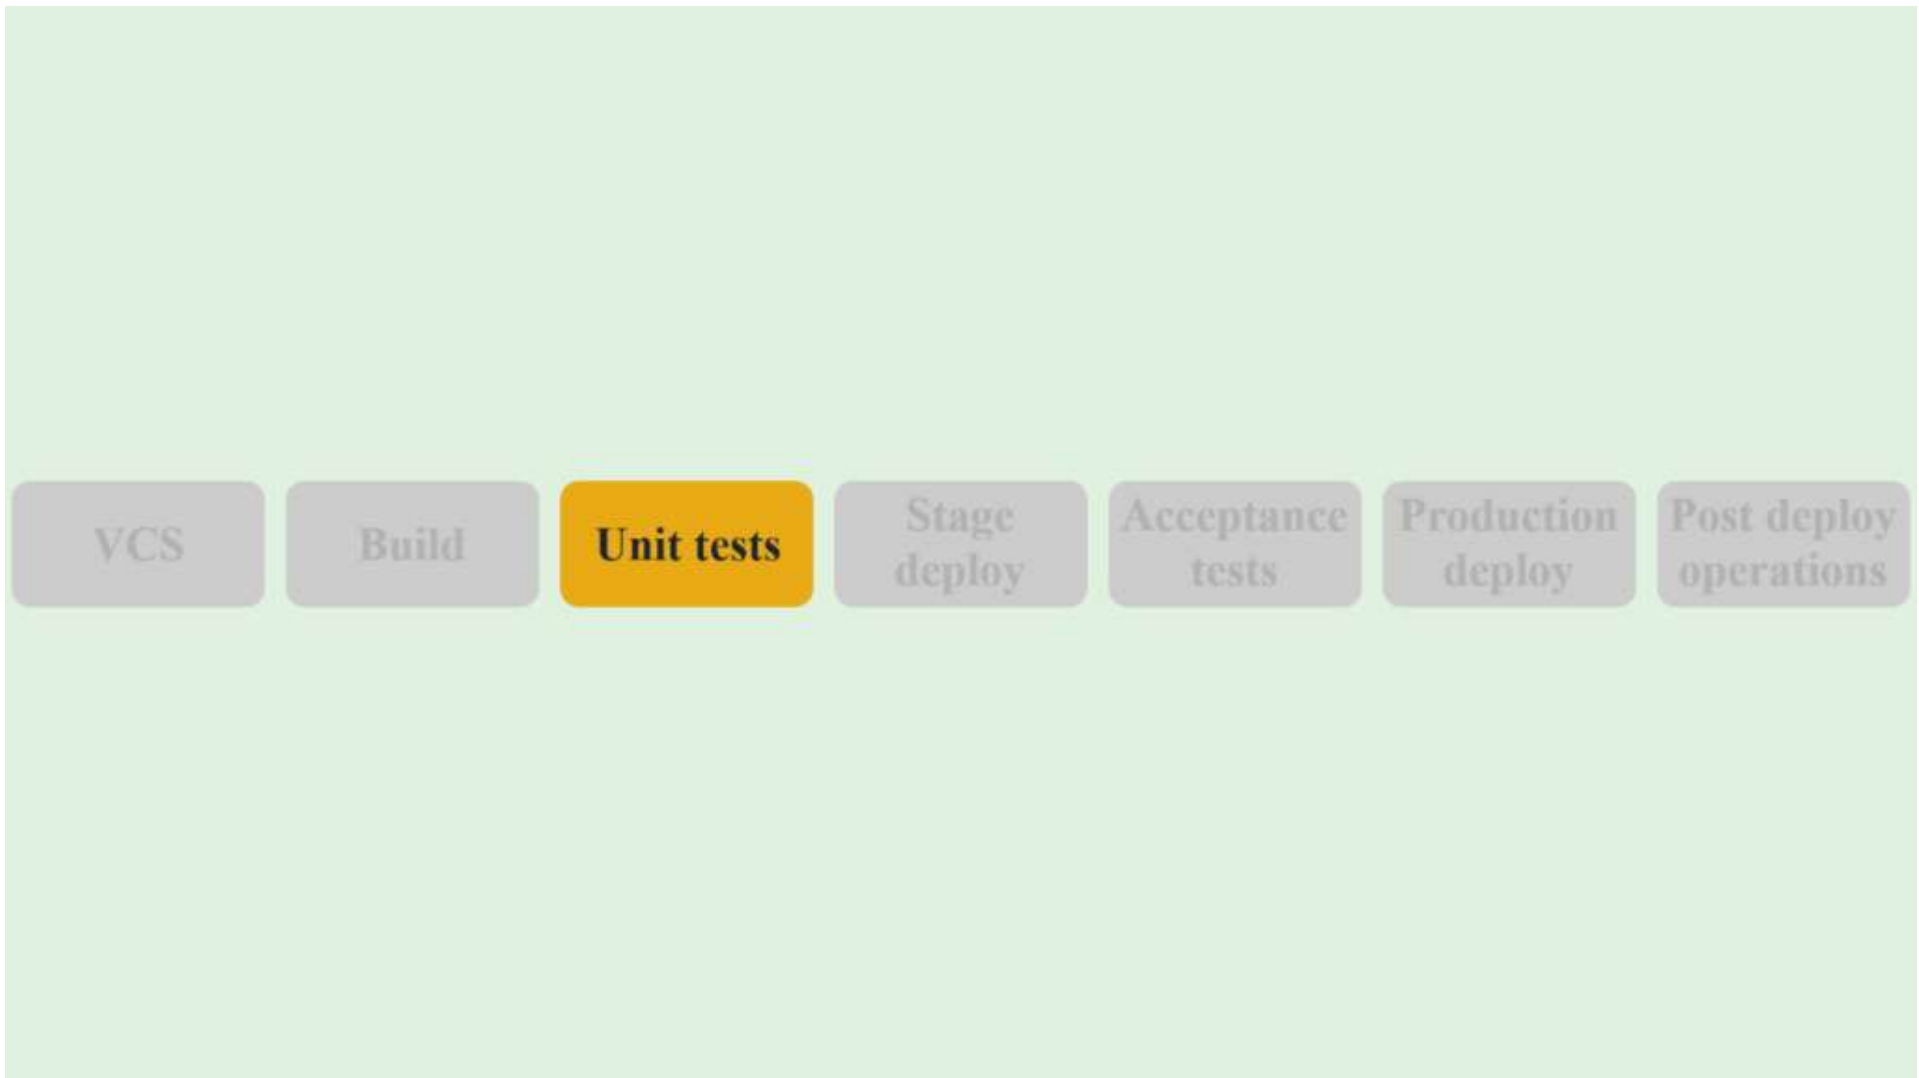 VCS
Build
Unit tests
Stage
deploy
Acceptance
tests
Production
deploy
Post deploy
operations